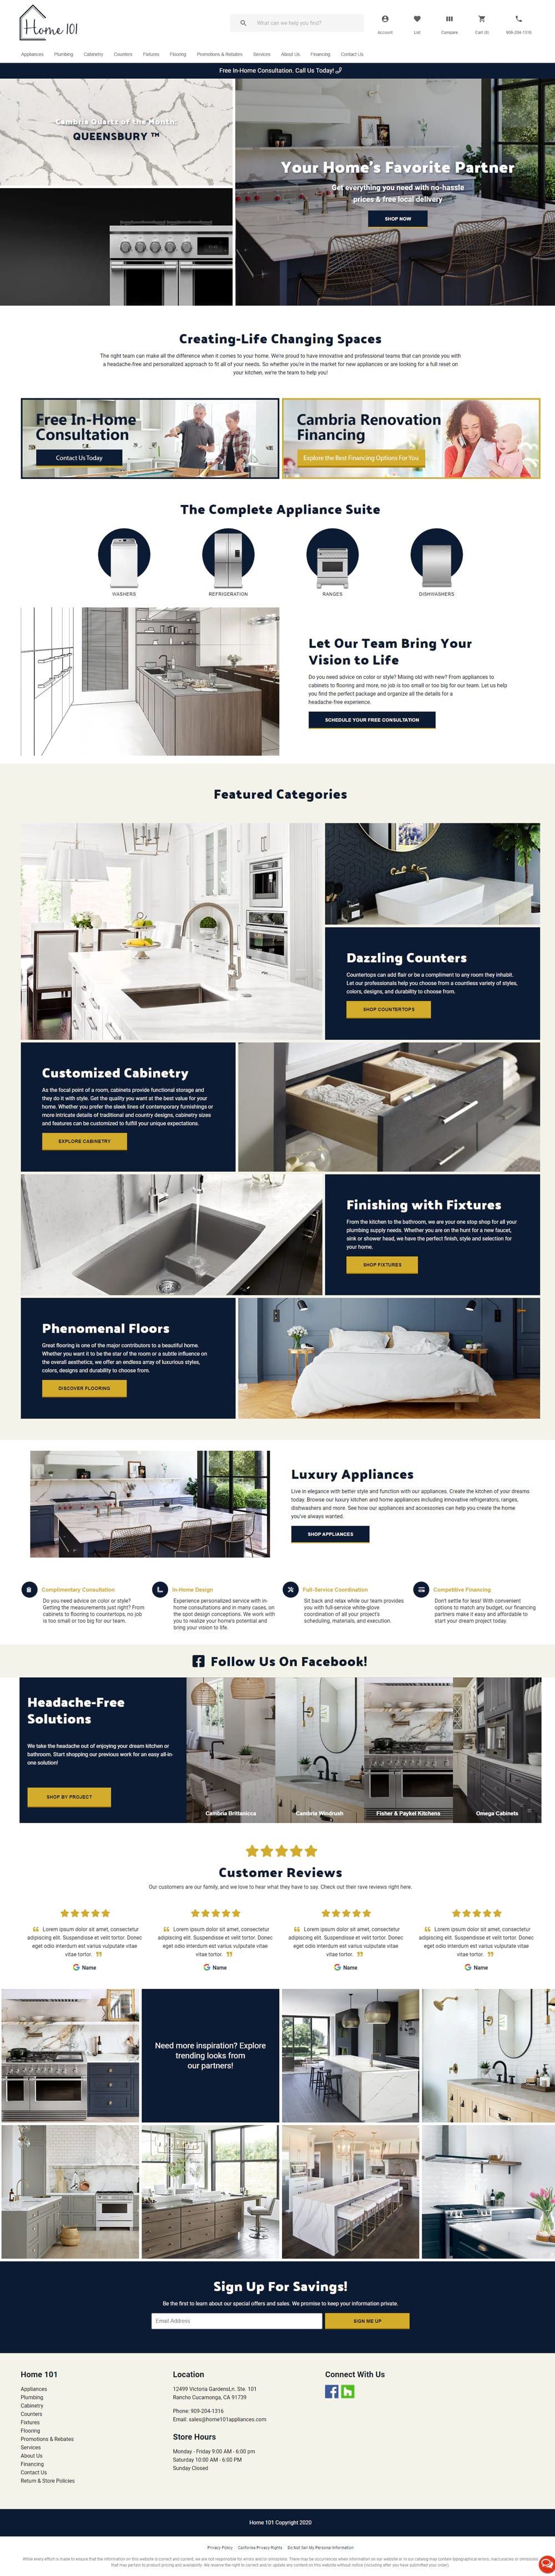 Home 101
What can we help you find?
Account
List
Compare
Cart (0)
909-204-1316
Appliances Plumbing Cabinetry Counters Fixtures Flooring Promotions & Rebates Services About Us Financing Contact Us
Free In-Home Consultation. Call Us Today!
Cambria Quartz of the Month:
QUEENSBURY ™
Your Home's Favorite Partner
Get everything you need with no-hassle
prices & free local delivery
SHOP NOW
Creating-Life Changing Spaces
The right team can make all the difference when it comes to your home. We're proud to have innovative and professional teams that can provide you with
a headache-free and personalized approach to fit all of your needs. So whether you're in the market for new appliances or are looking for a full reset on
your kitchen, we're the team to help you!
Free In-Home
Consultation
Contact Us Today
Cambria Renovation
Financing
Explore the Best Financing Options For You
The Complete Appliance Suite
WASHERS
REFRIGERATION
RANGES
DISHWASHERS
Let Our Team Bring Your
Vision to Life
Do you need advice on color or style? Mixing old with new? From appliances to
cabinets to flooring and more, no job is too small or too big for our team. Let us help
you find the perfect package and organize all the details for a
headache-free experience.
SCHEDULE YOUR FREE CONSULTATION
Featured Categories
Dazzling Counters
Countertops can add flair or be a compliment to any room they inhabit.
Let our professionals help you choose from a countless variety of styles,
colors, designs, and durability to choose from.
SHOP COUNTERTOPS
Customized Cabinetry
As the focal point of a room, cabinets provide functional storage and
they do it with style. Get the quality you want at the best value for your
home. Whether you prefer the sleek lines of contemporary furnishings or
more intricate details of traditional and country designs, cabinetry sizes
and features can be customized to fulfill your unique expectations.
EXPLORE CABINETRY
Finishing with Fixtures
From the kitchen to the bathroom, we are your one stop shop for all your
plumbing supply needs. Whether you are on the hunt for a new faucet,
sink or shower head, we have the perfect finish, style and selection for
your home.
SHOP FIXTURES
Phenomenal Floors
Great flooring is one of the major contributors to a beautiful home.
Whether you want it to be the star of the room or a subtle influence on
the overall aesthetics, we offer an endless array of luxurious styles,
colors, designs and durability to choose from.
DISCOVER FLOORING
Luxury Appliances
Live in elegance with better style and function with our appliances. Create the kitchen of your dreams
today. Browse our luxury kitchen and home appliances including innovative refrigerators, ranges,
dishwashers and more. See how our appliances and accessories can help you create the home
you've always wanted.
SHOP APPLIANCES
Complimentary Consultation
Do you need advice on color or style?
Getting the measurements just right? From
cabinets to flooring to countertops, no job
is too small or too big for our team.
In-Home Design
Experience personalized service with in-
home consultations and in many cases, on
the spot design conceptions. We work with
you to realize your home's potential and
bring your vision to life.
Full-Service Coordination
Sit back and relax while our team provides
you with full-service white-glove
coordination of all your project's
scheduling, materials, and execution.
Competitive Financing
Don't settle for less! With convenient
options to match any budget, our financing
partners make it easy and affordable to
start your dream project today.
Follow Us On Facebook!
Headache-Free
Solutions
We take the headache out of enjoying your dream kitchen or
bathroom. Start shopping our previous work for an easy all-in-
one solution!
SHOP BY PROJECT
Cambria Brittanicca
Cambria Windrush
Fisher & Paykel Kitchens
Omega Cabinets
Customer Reviews
Our customers are our family, and we love to hear what they have to say. Check out their rave reviews right here.
Lorem ipsum dolor sit amet, consectetur
adipiscing elit. Suspendisse et velit tortor. Donec
eget odio interdum est varius vulputate vitae
vitae tortor.
Name
Lorem ipsum dolor sit amet, consectetur
adipiscing elit. Suspendisse et velit tortor. Donec
eget odio interdum est varius vulputate vitae
vitae tortor.
Name
Lorem ipsum dolor sit amet, consectetur
adipiscing elit. Suspendisse et velit tortor. Donec
eget odio interdum est varius vulputate vitae
vitae tortor.
Name
Lorem ipsum dolor sit amet, consectetur
adipiscing elit. Suspendisse et velit tortor. Donec
eget odio interdum est varius vulputate vitae
vitae tortor.
Name
Need more inspiration? Explore
trending looks from
our partners!
Sign Up For Savings!
Be the first to learn about our special offers and sales. We promise to keep your information private.
Email Address
SIGN ME UP
Home 101
Appliances
Plumbing
Cabinetry
Counters
Fixtures
Flooring
Promotions & Rebates
Services
About Us
Financing
Contact Us
Return & Store Policies
Location
12499 Victoria GardensLn. Ste. 101
Rancho Cucamonga, CA 91739
Phone: 909-204-1316
Email: sales@home101appliances.com
Store Hours
Monday - Friday 9:00 AM - 6:00 pm
Saturday 10:00 AM - 6:00 PM
Sunday Closed
Connect With Us
Home 101 Copyright 2020
Privacy Policy California Privacy Rights Do Not Sell My Personal Information
While every effort is made to ensure that the information on this website is correct and current, we are not responsible for errors and/or omissions. There may be occurrences when information on our website or in our catalog may contain typographical errors, inaccuracies or omissions
that may pertain to product pricing and availability. We reserve the right to correct and/or update any content on this website without notice (including after you have submitted your order).